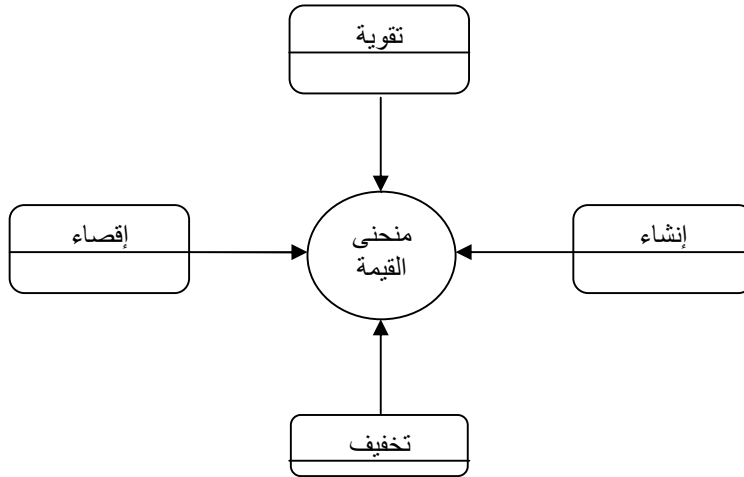 تقوية
إنشاء
منحنى
القيمة
إقصاء
تخفيف